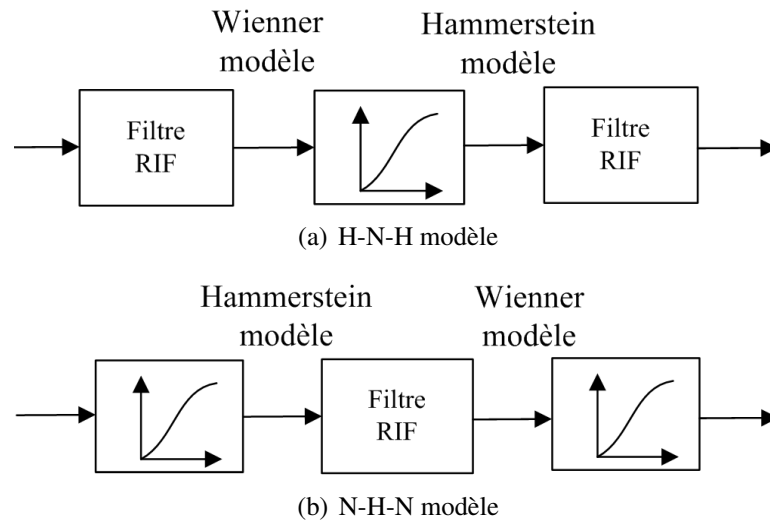 Wienner
modèle
Hammerstein
modèle
Filtre
RIF
Filtre
RIF
(a) H-N-H modèle
Hammerstein
modèle
Wienner
modèle
Filtre
RIF
(b) N-H-N modèle